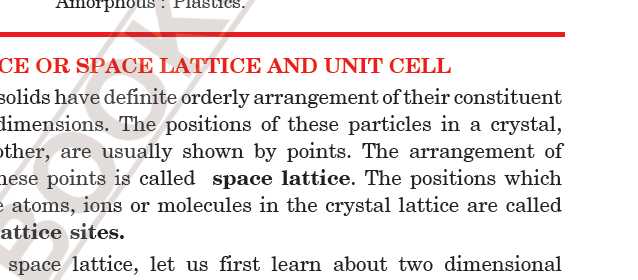 Amorphous : Plastics.
CE OR SPACE LATTICE AND UNIT CELL
solids have definite orderly arrangement of their constituent
dimensions. The positions of these particles in a crystal,
other, are usually shown by points. The arrangement of
hese points is called space lattice. The positions which
e atoms, ions or molecules in the crystal lattice are called
attice sites.
space lattice, let us first learn about two dimensional
BOOK